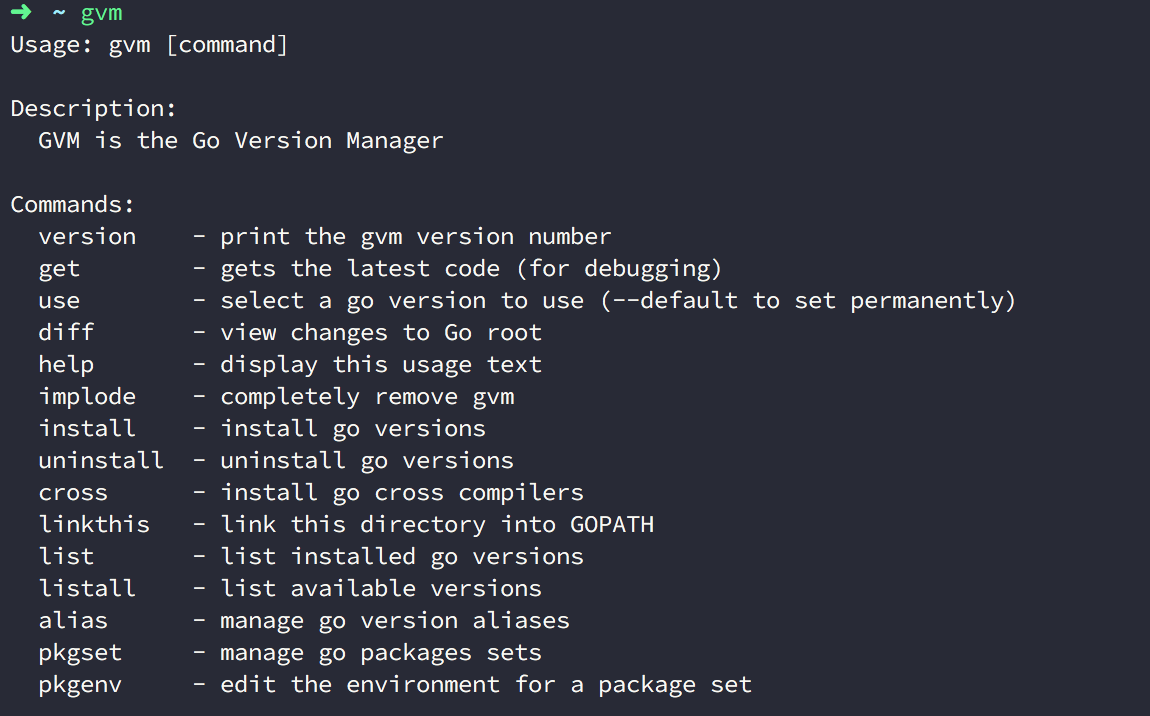 ➜ ~ gvm
Usage: gvm [command]

Description:
  GVM is the Go Version Manager

Commands:
  version    - print the gvm version number
  get        - gets the latest code (for debugging)
  use        - select a go version to use (--default to set permanently)
  diff       - view changes to Go root
  help       - display this usage text
  implode    - completely remove gvm
  install    - install go versions
  uninstall  - uninstall go versions
  cross      - install go cross compilers
  linkthis   - link this directory into GOPATH
  list       - list installed go versions
  listall    - list available versions
  alias      - manage go version aliases
  pkgset     - manage go packages sets
  pkgenv     - edit the environment for a package set